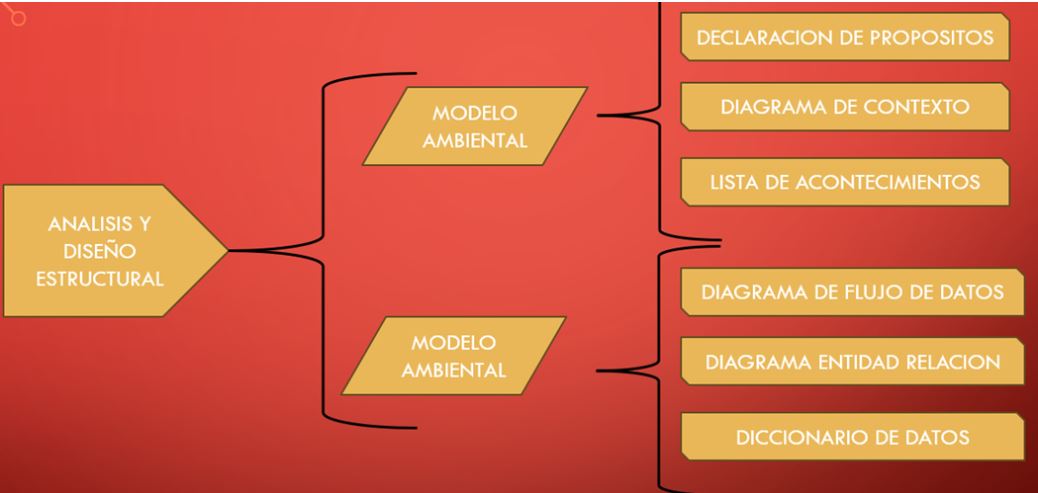 ANALISIS Y
DISEÑO
ESTRUCTURAL
MODELO
AMBIENTAL
DECLARACION DE PROPOSITOS
DIAGRAMA DE CONTEXTO
LISTA DE ACONTECIMIENTOS
MODELO
AMBIENTAL
DIAGRAMA DE FLUJO DE DATOS
DIAGRAMA ENTIDAD RELACION
DICCIONARIO DE DATOS